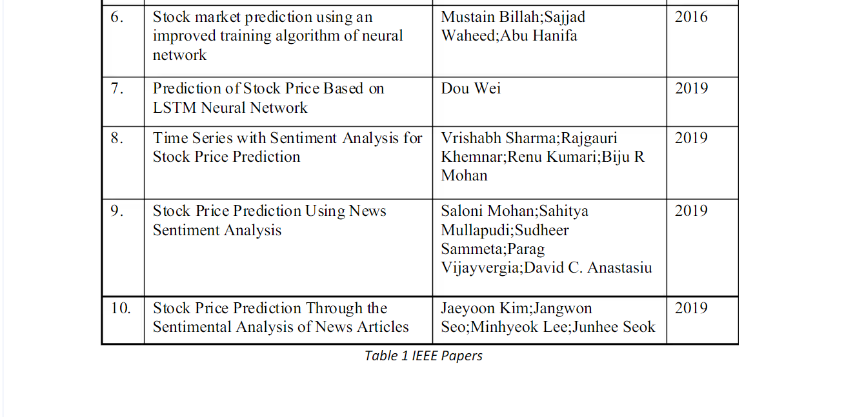 6. Stock market prediction using an Mustain Billah;Sajjad 2016
improved training algorithm of neural Waheed;Abu Hanifa
network
7. Prediction of Stock Price Based on Dou Wei 2019
LSTM Neural Network
8. Time Series with Sentiment Analysis for Vrishabh Sharma;Rajgauri 2019
Stock Price Prediction Khemnar;Renu Kumari;Biju R
Mohan
9. Stock Price Prediction Using News Saloni Mohan;Sahitya 2019
Sentiment Analysis Mullapudi;Sudheer
Sammeta;Parag
Vijayvergia;David C. Anastasiu
10. Stock Price Prediction Through the Jaeyoon Kim;Jangwon 2019
Sentimental Analysis of News Articles Seo;Minhyeok Lee;Junhee Seok
Table 1 IEEE Papers